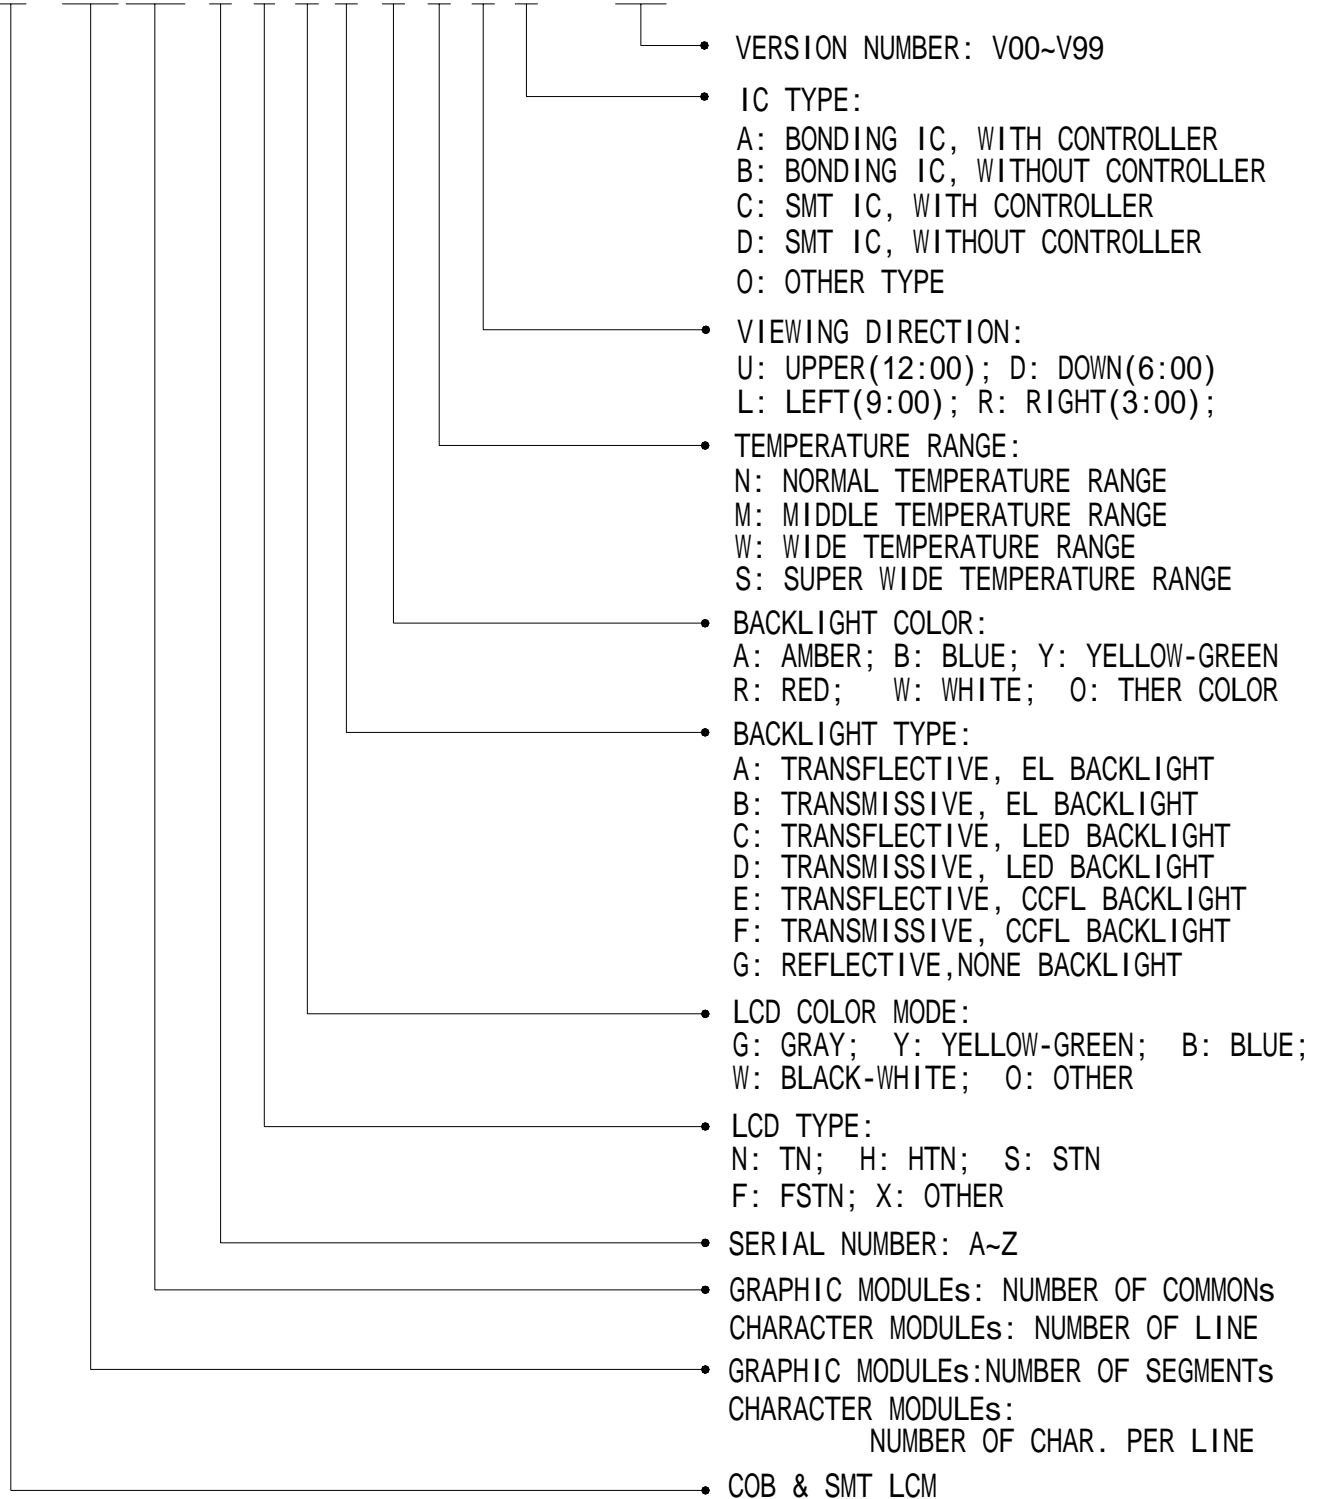 VERSION NUMBER: V00~V99
IC TYPE:
A: BONDING IC, WITH CONTROLLER
B: BONDING IC, WITHOUT CONTROLLER
C: SMT IC, WITH CONTROLLER
D: SMT IC, WITHOUT CONTROLLER
O: OTHER TYPE
VIEWING DIRECTION:
U: UPPER(12:00); D: DOWN(6:00)
L: LEFT(9:00); R: RIGHT(3:00);
TEMPERATURE RANGE:
N: NORMAL TEMPERATURE RANGE
M: MIDDLE TEMPERATURE RANGE
W: WIDE TEMPERATURE RANGE
S: SUPER WIDE TEMPERATURE RANGE
BACKLIGHT COLOR:
A: AMBER; B: BLUE; Y: YELLOW-GREEN
R: RED; W: WHITE; O: THER COLOR
BACKLIGHT TYPE:
A: TRANSFLECTIVE, EL BACKLIGHT
B: TRANSMISSIVE, EL BACKLIGHT
C: TRANSFLECTIVE, LED BACKLIGHT
D: TRANSMISSIVE, LED BACKLIGHT
E: TRANSFLECTIVE, CCFL BACKLIGHT
F: TRANSMISSIVE, CCFL BACKLIGHT
G: REFLECTIVE,NONE BACKLIGHT
LCD COLOR MODE:
G: GRAY; Y: YELLOW-GREEN; B: BLUE;
W: BLACK-WHITE; O: OTHER
LCD TYPE:
N: TN; H: HTN; S: STN
F: FSTN; X: OTHER
SERIAL NUMBER: A~Z
GRAPHIC MODULEs: NUMBER OF COMMONs
CHARACTER MODULEs: NUMBER OF LINE
GRAPHIC MODULEs:NUMBER OF SEGMENTs
CHARACTER MODULEs:
NUMBER OF CHAR. PER LINE
COB & SMT LCM